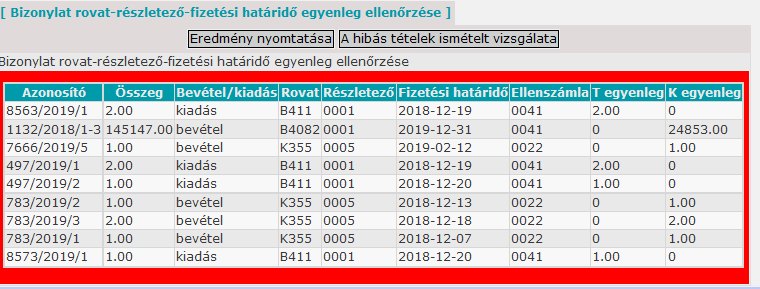 [ Bizonylat rovat-részletező-fizetési határidő egyenleg ellenőrzése ]
Eredmény nyomtatása A hibás tételek ismételt vizsgálata
Bizonylat rovat-részletező-fizetési határidő egyenleg ellenőrzése
Azonosító Összeg Bevétel/kiadás Rovat Részletező Fizetési határidő Ellenszámla T egyenleg K egyenleg
8563/2019/1 2.00 kiadás B411 0001 2018-12-19 0041 2.00 0
1132/2018/1-3 145147.00 bevétel B4082 0001 2019-12-31 0041 0 24853.00
7666/2019/5 1.00 bevétel K355 0005 2019-02-12 0022 0 1.00
497/2019/1 2.00 kiadás B411 0001 2018-12-19 0041 2.00 0
497/2019/2 1.00 kiadás B411 0001 2018-12-20 0041 1.00 0
783/2019/2 1.00 bevétel K355 0005 2018-12-13 0022 0 1.00
783/2019/3 2.00 bevétel K355 0005 2018-12-18 0022 0 2.00
783/2019/1 1.00 bevétel K355 0005 2018-12-07 0022 0 1.00
8573/2019/1 1.00 kiadás B411 0001 2018-12-20 0041 1.00 0